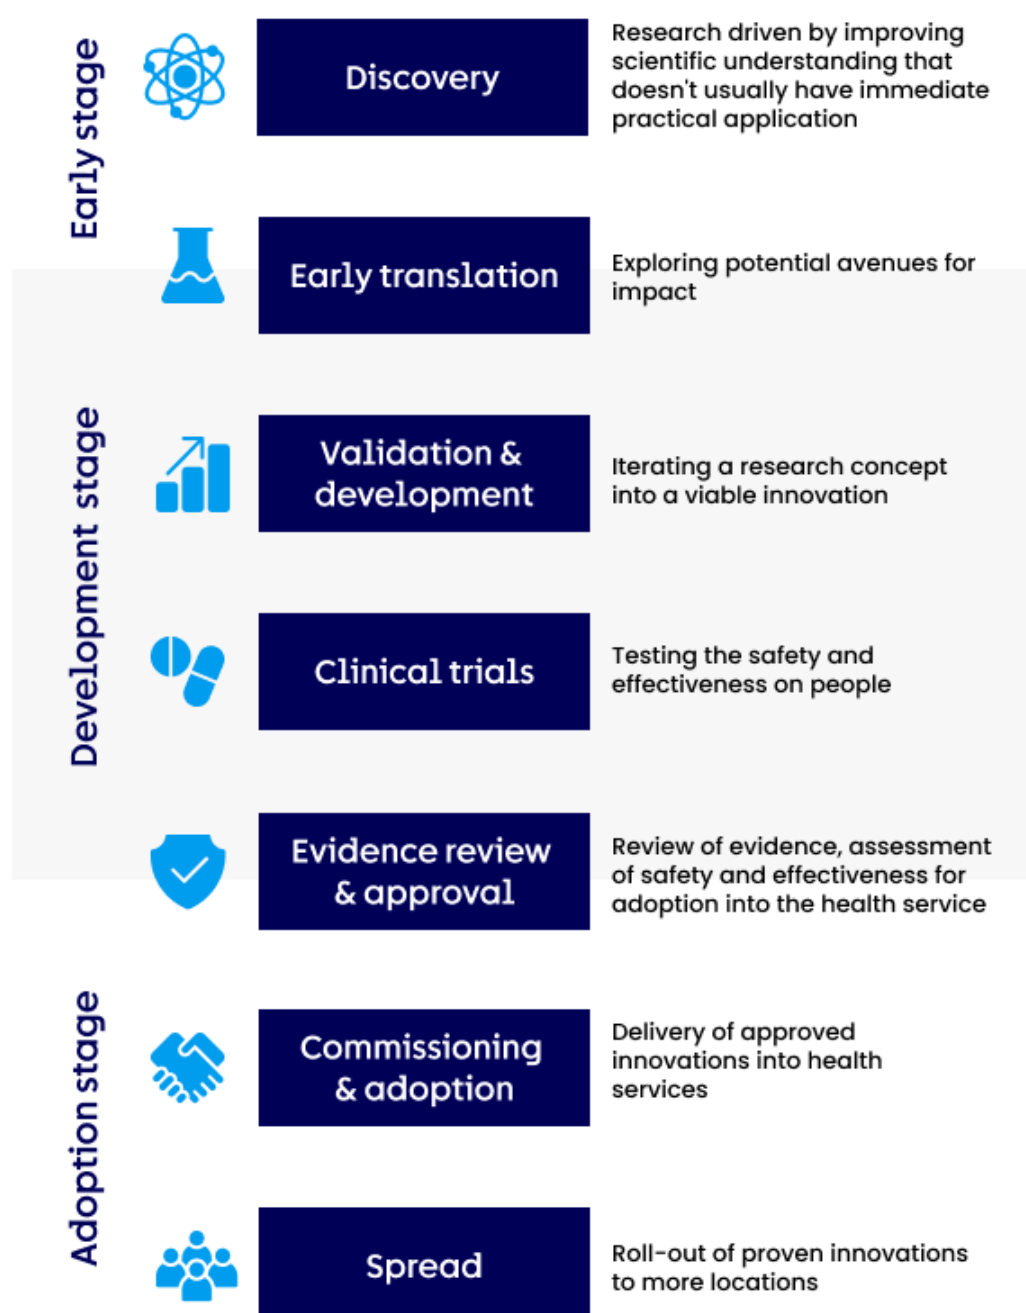 Early stage
Discovery
Research driven by improving
scientific understanding that
doesn't usually have immediate
practical application
Early translation
Exploring potential avenues for
impact
Development stage
Validation &
development
Iterating a research concept
into a viable innovation
Clinical trials
Testing the safety and
effectiveness on people
Evidence review
& approval
Review of evidence, assessment
of safety and effectiveness for
adoption into the health service
Adoption stage
Commissioning
& adoption
Delivery of approved
innovations into health
services
Spread
Roll-out of proven innovations
to more locations